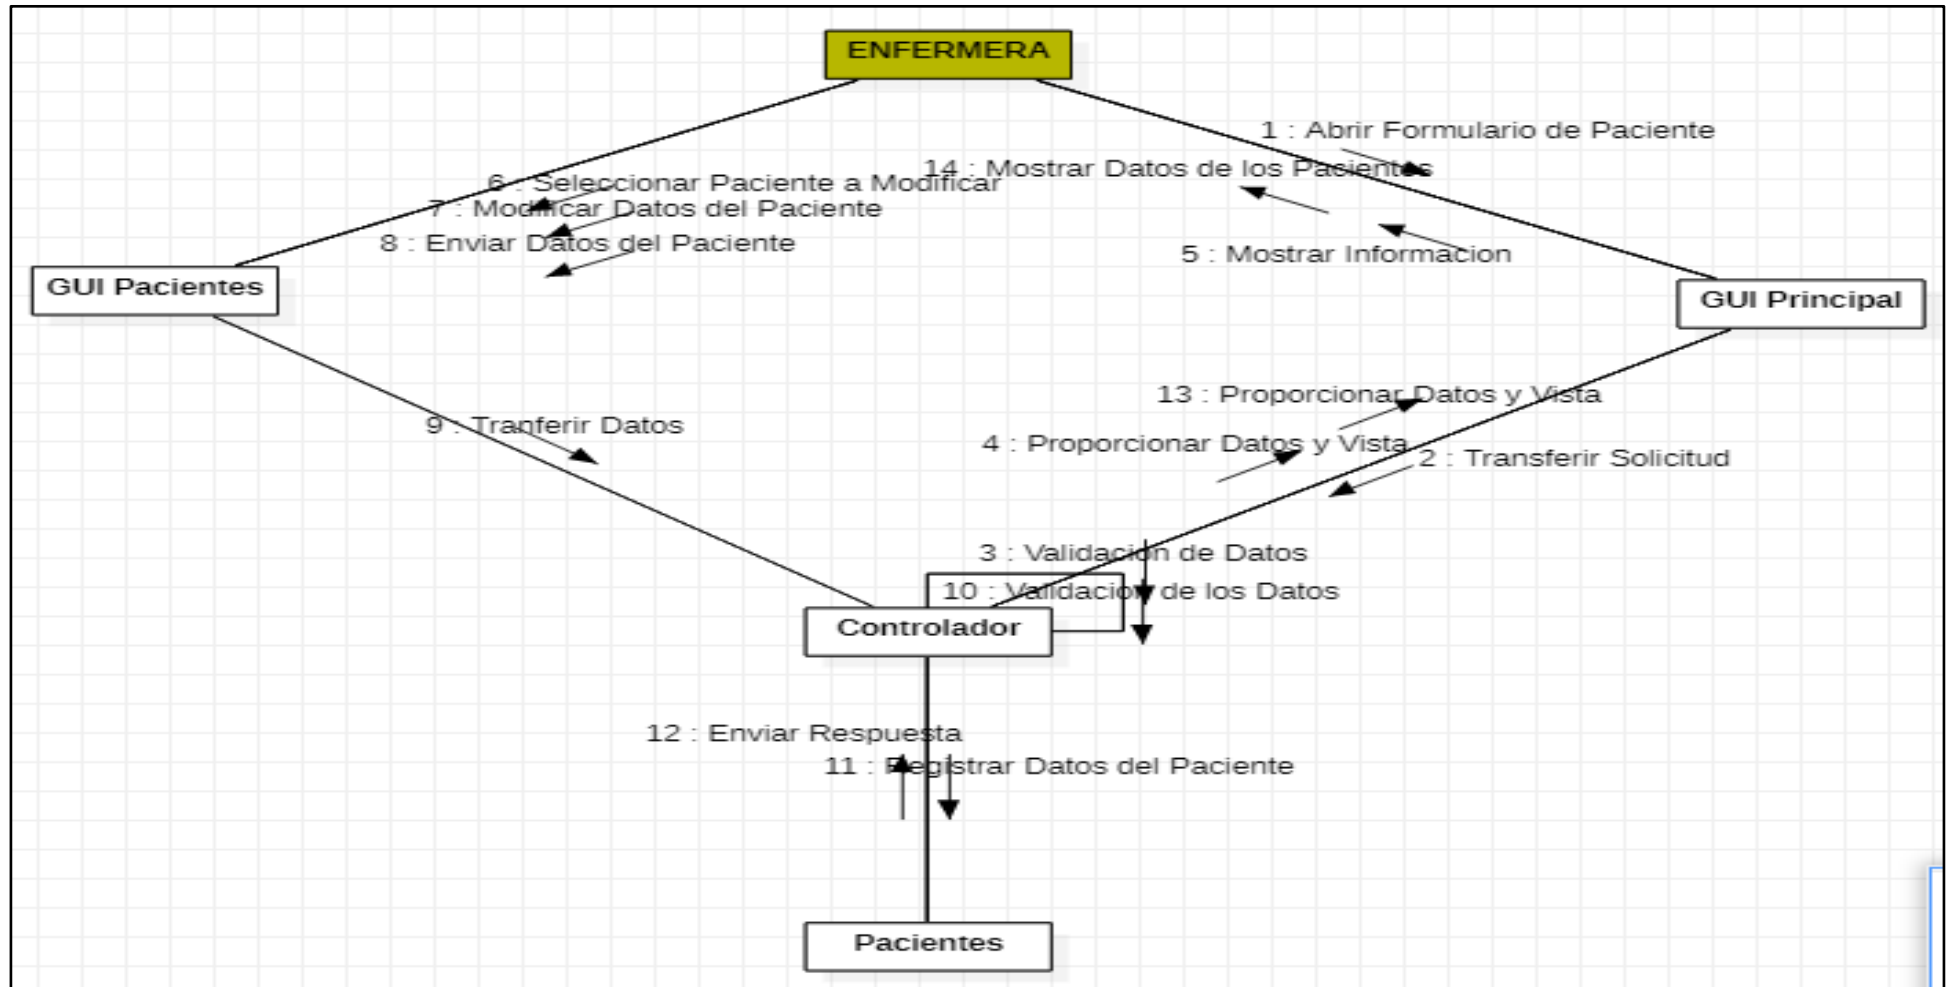 ENFERMERA
1 : Abrir Formulario de Paciente
14 : Mostrar Datos de los Pacientes
6 : Seleccionar Paciente a Modificar
7 : Modificar Datos del Paciente
8 : Enviar Datos del Paciente
5 : Mostrar Informacion
GUI Pacientes
GUI Principal
13 : Proporcionar Datos y Vista
9 : Tranferir Datos
4 : Proporcionar Datos y Vista
2 : Transferir Solicitud
3 : Validación de Datos
10 : Validación de los Datos
Controlador
12 : Enviar Respuesta
11 : Registrar Datos del Paciente
Pacientes